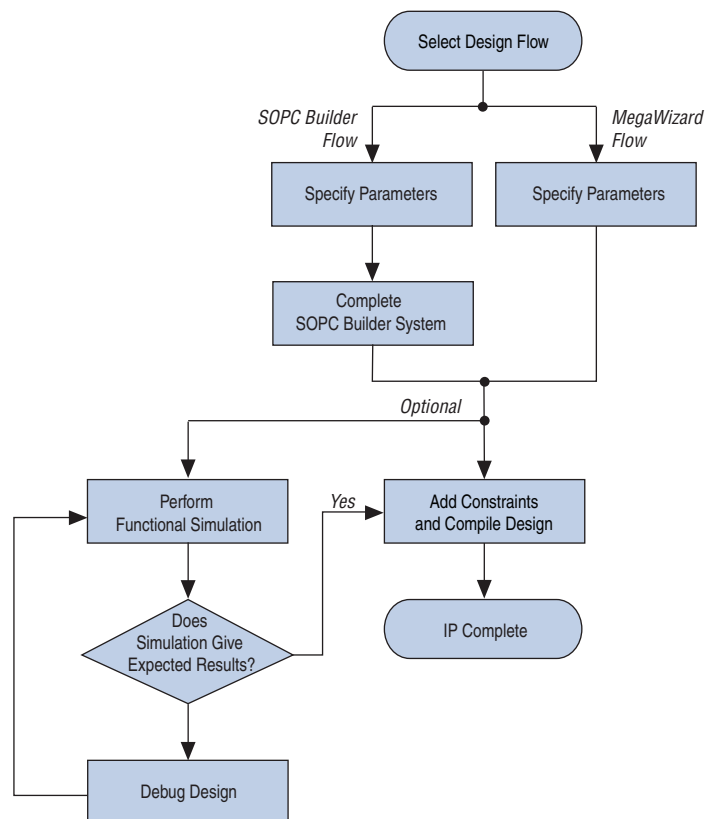 Select Design Flow
SOPC Builder
Flow
MegaWizard
Flow
Specify Parameters
Specify Parameters
Complete
SOPC Builder System
Optional
Perform
Functional Simulation
Yes
Add Constraints
and Compile Design
Does
Simulation Give
Expected Results?
IP Complete
Debug Design